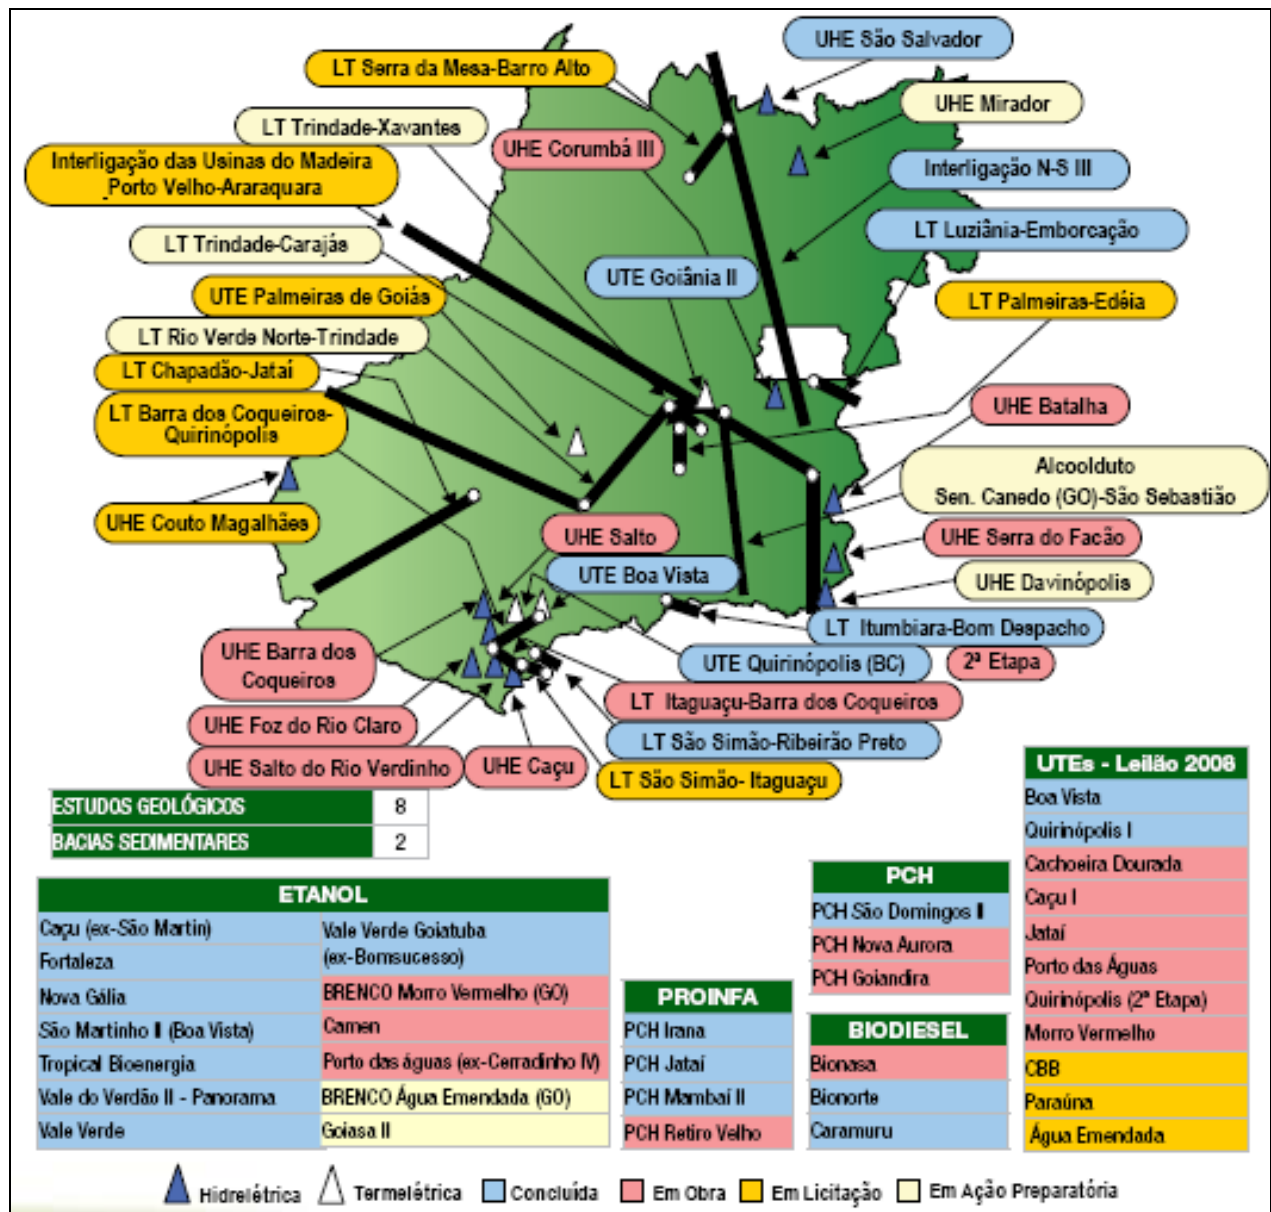 UHE São Salvador
LT Serra da Mesa-Barro Alto
UHE Mirador
LT Trindade-Xavantes
UHE Corumbá III
Interligação das Usinas do Madeira
Porto Velho-Araraquara
Interligação N-S III
LT Trindade-Carajás
LT Luziânia-Emborcação
UTE Goiânia II
UTE Palmeiras de Goiás
LT Palmeiras-Edéia
LT Rio Verde Norte-Trindade
LT Chapadão-Jataí
LT Barra dos Coqueiros-
Quirinópolis
UHE Batalha
Alcoolduto
Sen. Canedo (GO)-São Sebastião
UHE Couto Magalhães
UHE Salto
UHE Serra do Facão
UTE Boa Vista
UHE Davinópolis
LT Itumbiara-Bom Despacho
UHE Barra dos
Coqueiros
UTE Quirinópolis (BC)
2ª Etapa
LT Itaguaçu-Barra dos Coqueiros
UHE Foz do Rio Claro
LT São Simão-Ribeirão Preto
UHE Salto do Rio Verdinho
UHE Caçu
LT São Simão- Itaguaçu
ESTUDOS GEOLÓGICOS 8
BACIAS SEDIMENTARES 2
ETANOL
Caçu (ex-São Martin)
Fortaleza
Nova Gália
São Martinho II (Boa Vista)
Tropical Bioenergia
Vale do Verdão II - Panorama
Vale Verde
Vale Verde Goiatuba
(ex-Bomsucesso)
BRENCO Morro Vermelho (GO)
Camen
Porto das águas (ex-Cerradinho IV)
BRENCO Água Emendada (GO)
Goiasa II
PROINFA
PCH Irana
PCH Jataí
PCH Mambaí II
PCH Retiro Velho
PCH
PCH São Domingos II
PCH Nova Aurora
PCH Goiandira
BIODIESEL
Bionasa
Bionorte
Caramuru
UTEs - Leilão 2008
Boa Vista
Quirinópolis I
Cachoeira Dourada
Caçu I
Jataí
Porto das Águas
Quirinópolis (2ª Etapa)
Morro Vermelho
CBB
Paraúna
Água Emendada
Hidrelétrica
Termelétrica
Concluída
Em Obra
Em Licitação
Em Ação Preparatória